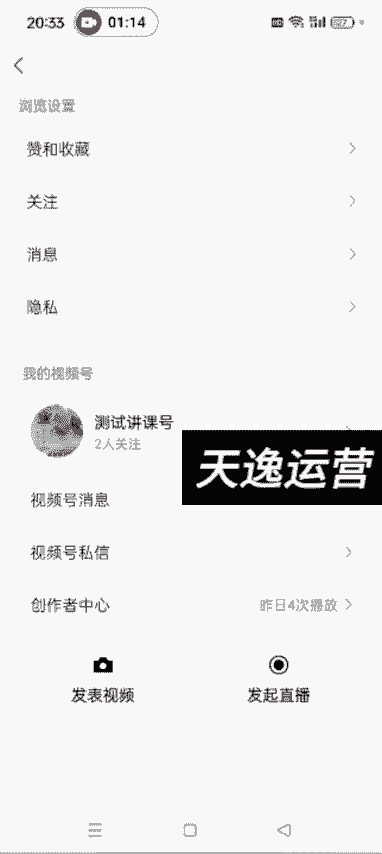 20:33
01:14
浏览设置
赞和收藏
关注
消息
隐私
我的视频号
测试讲课号
2人关注
天逸运营
视频号消息
视频号私信
创作者中心 昨日4次播放
发表视频 发起直播